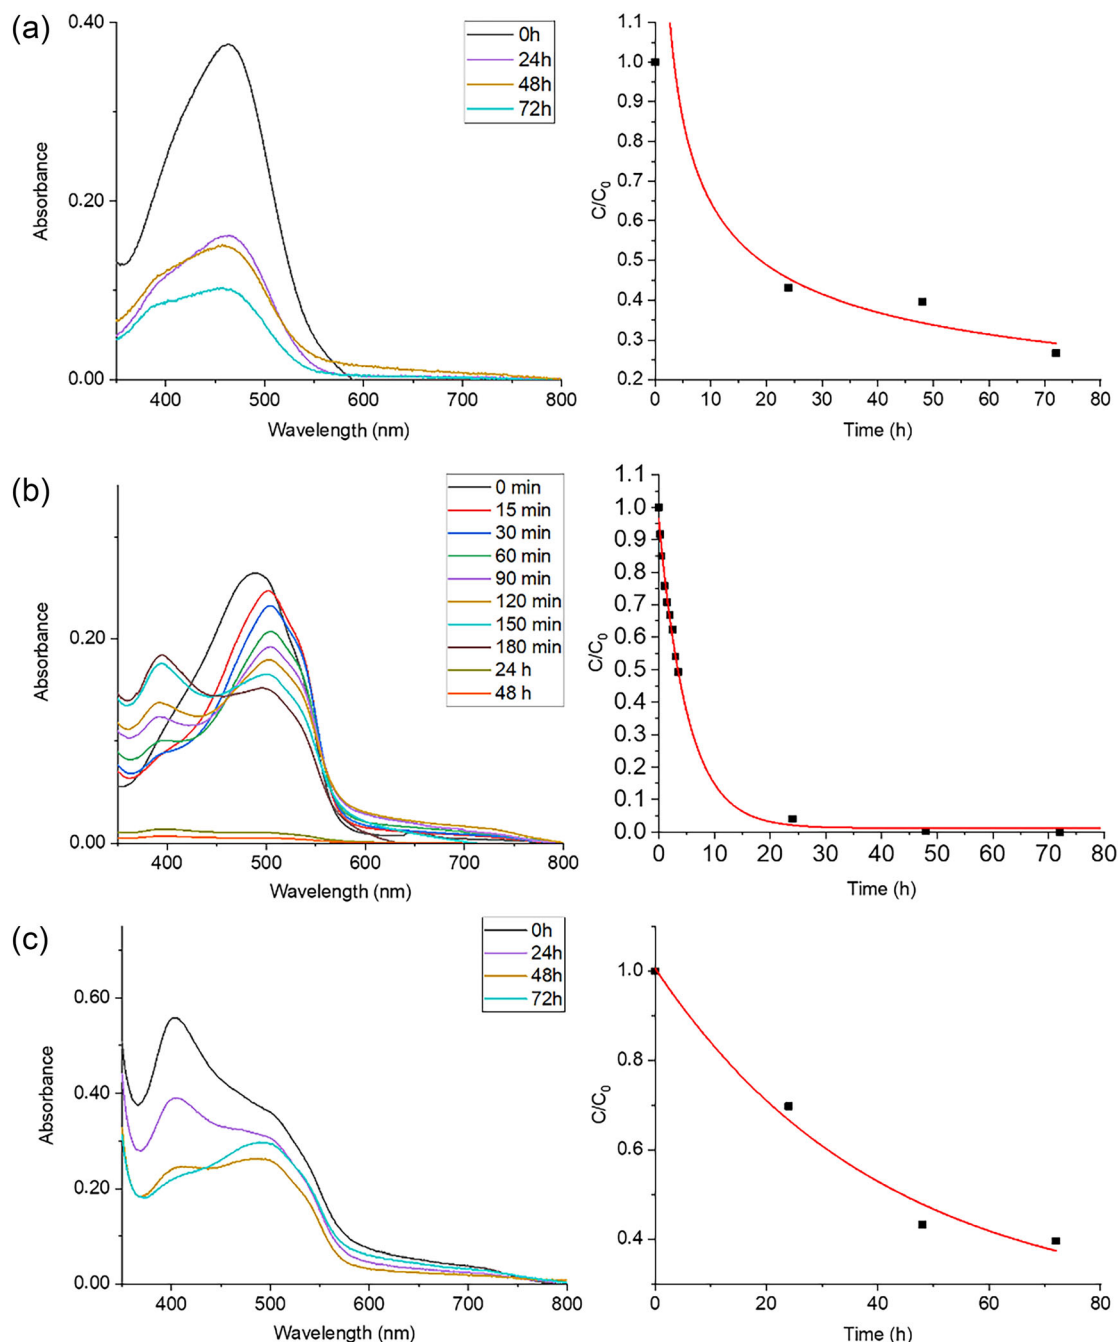 (a)
0.40
0.20
0.00
Absorbance
400 500 600 700 800
Wavelength (nm)
0h
24h
48h
72h
1.1
1.0
0.9
0.8
0.7
0.6
0.5
0.4
0.3
0.2
C/C0
0 10 20 30 40 50 60 70 80
Time (h)
(b)
0.20
0.00
Absorbance
400 500 600 700 800
Wavelength (nm)
0 min
15 min
30 min
60 min
90 min
120 min
150 min
180 min
24 h
48 h
1.1
1.0
0.9
0.8
0.7
0.6
0.5
0.4
0.3
0.2
0.1
0.0
C/C0
0 10 20 30 40 50 60 70 80
Time (h)
(c)
0.60
0.40
0.20
0.00
Absorbance
400 500 600 700 800
Wavelength (nm)
0h
24h
48h
72h
1.0
0.8
0.6
0.4
C/C0
0 20 40 60 80
Time (h)